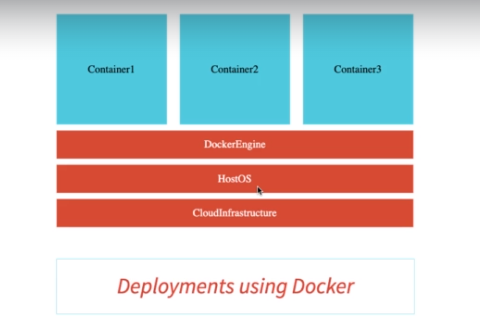 Container1 Container2 Container3
DockerEngine
HostOS
CloudInfrastructure
Deployments using Docker